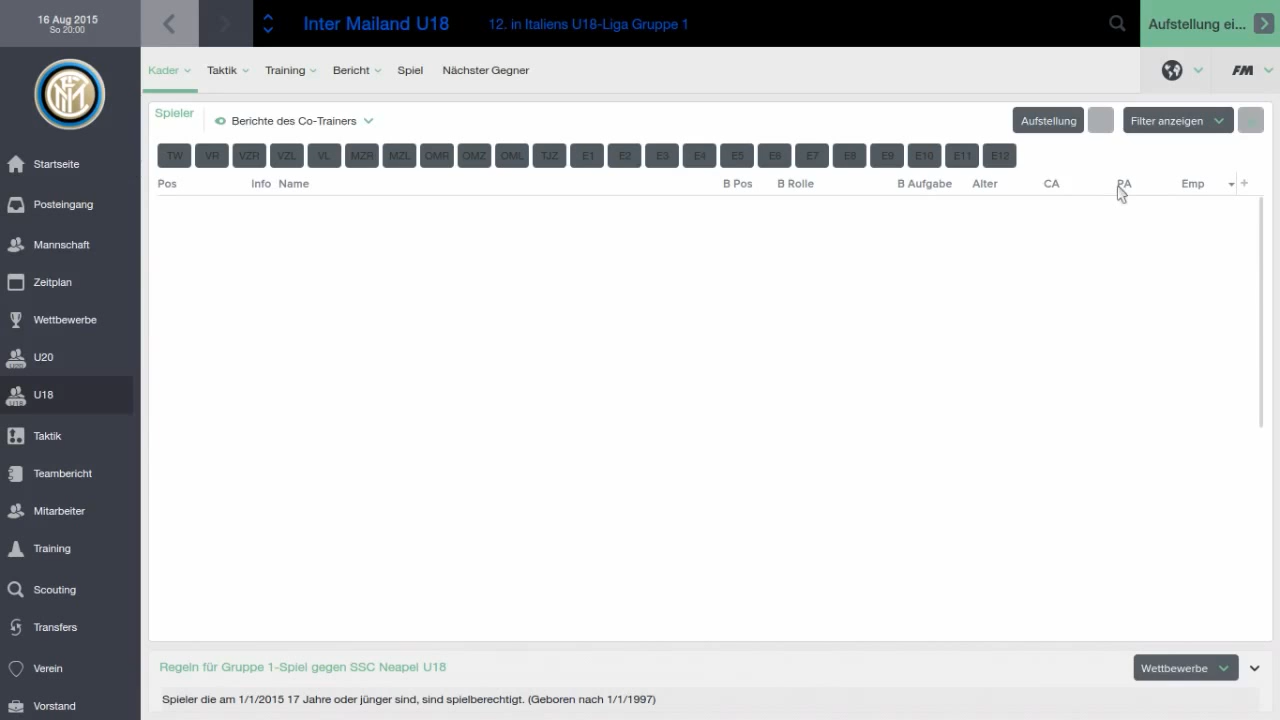 16 Aug 2015
So 20:00
Inter Mailand U18
12. in Italiens U18-Liga Gruppe 1
Aufstellung ei...
Kader
Taktik
Training
Bericht
Spiel
Nächster Gegner
FM
Spieler
Berichte des Co-Trainers
Aufstellung
Filter anzeigen
TW VR VZR VZL VL MZR MZL OMR OMZ OML TJZ E1 E2 E3 E4 E5 E6 E7 E8 E9 E10 E11 E12
Pos Info Name B Pos B Rolle B Aufgabe Alter CA PA Emp
Startseite
Posteingang
Mannschaft
Zeitplan
Wettbewerbe
U20
U18
Taktik
Teambericht
Mitarbeiter
Training
Scouting
Transfers
Verein
Vorstand
Regeln für Gruppe 1-Spiel gegen SSC Neapel U18
Wettbewerbe
Spieler die am 1/1/2015 17 Jahre oder jünger sind, sind spielberechtigt. (Geboren nach 1/1/1997)